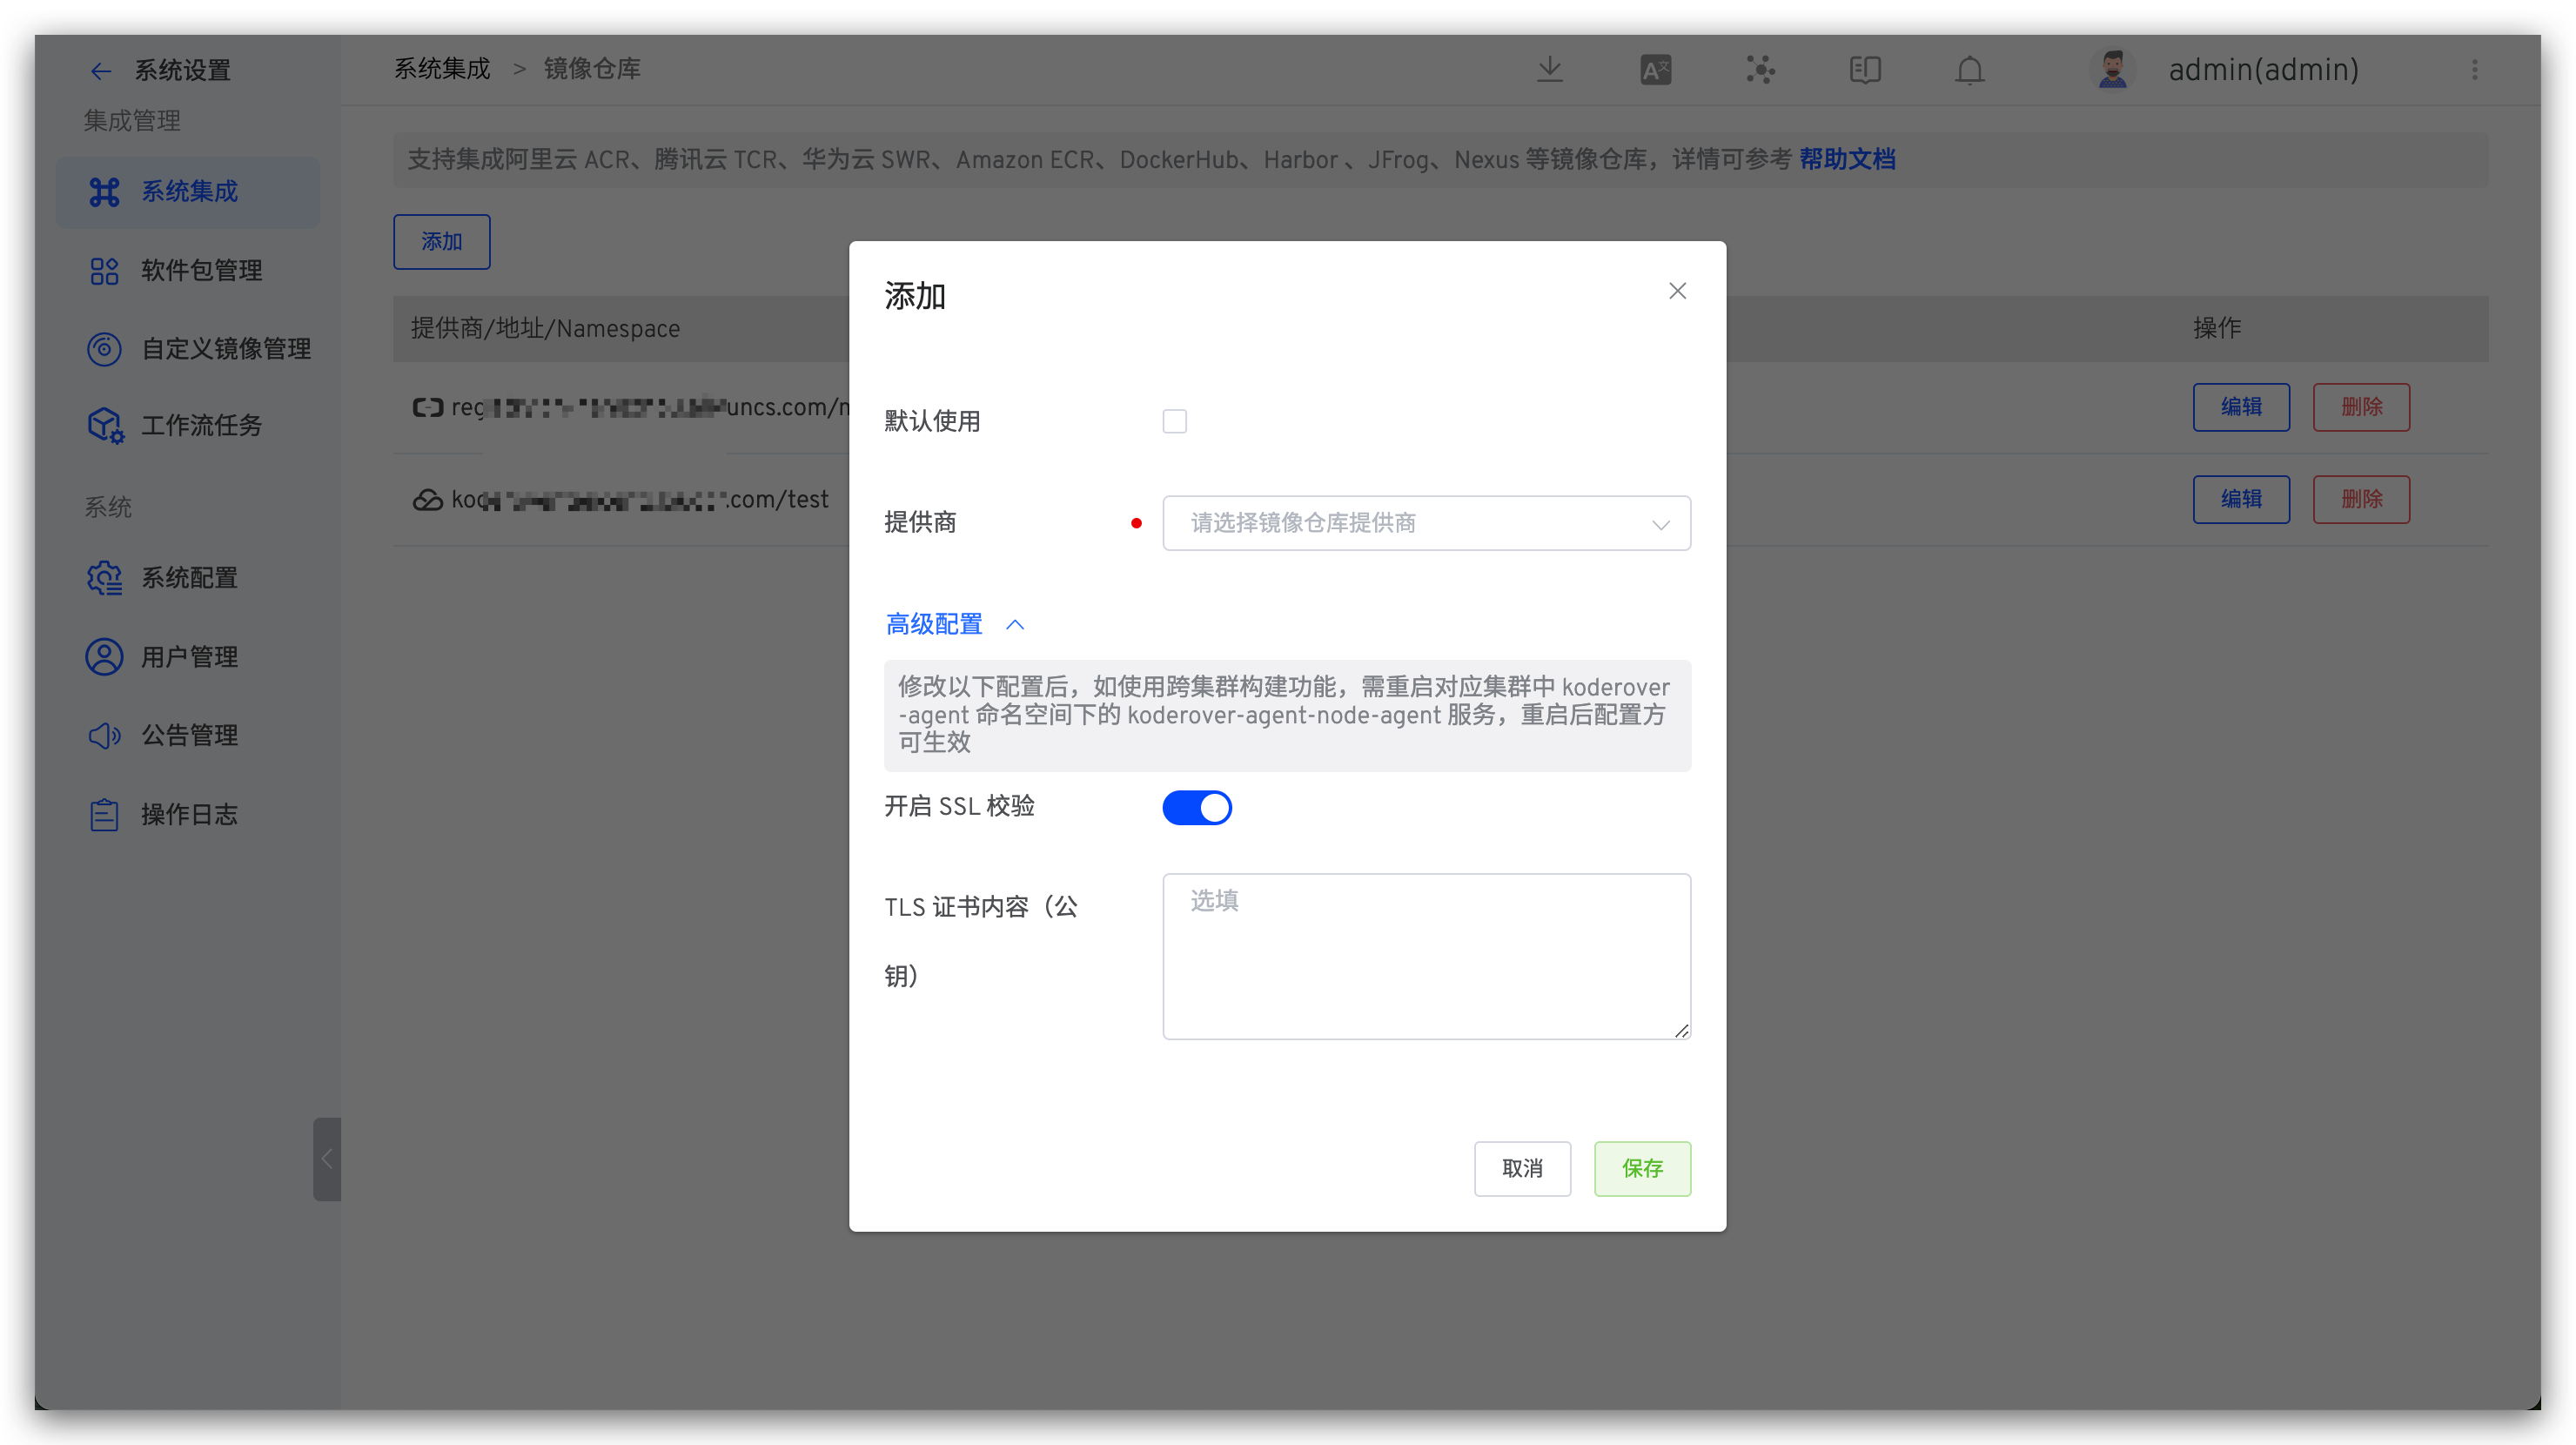 系统设置
集成管理
系统集成
软件包管理
自定义镜像管理
工作流任务
系统
系统配置
用户管理
公告管理
操作日志
系统集成 > 镜像仓库
admin(admin)
支持集成阿里云 ACR、腾讯云 TCR、华为云 SWR、Amazon ECR、DockerHub、Harbor 、JFrog、Nexus 等镜像仓库，详情可参考 帮助文档
添加
提供商/地址/Namespace
操作
uncs.com/
编辑
删除
.com/test
编辑
删除
添加
默认使用
提供商
请选择镜像仓库提供商
高级配置
修改以下配置后，如使用跨集群构建功能，需重启对应集群中 koderover
-agent 命名空间下的 koderover-agent-node-agent 服务，重启后配置方
可生效
开启 SSL 校验
TLS 证书内容（公
钥）
选填
取消
保存